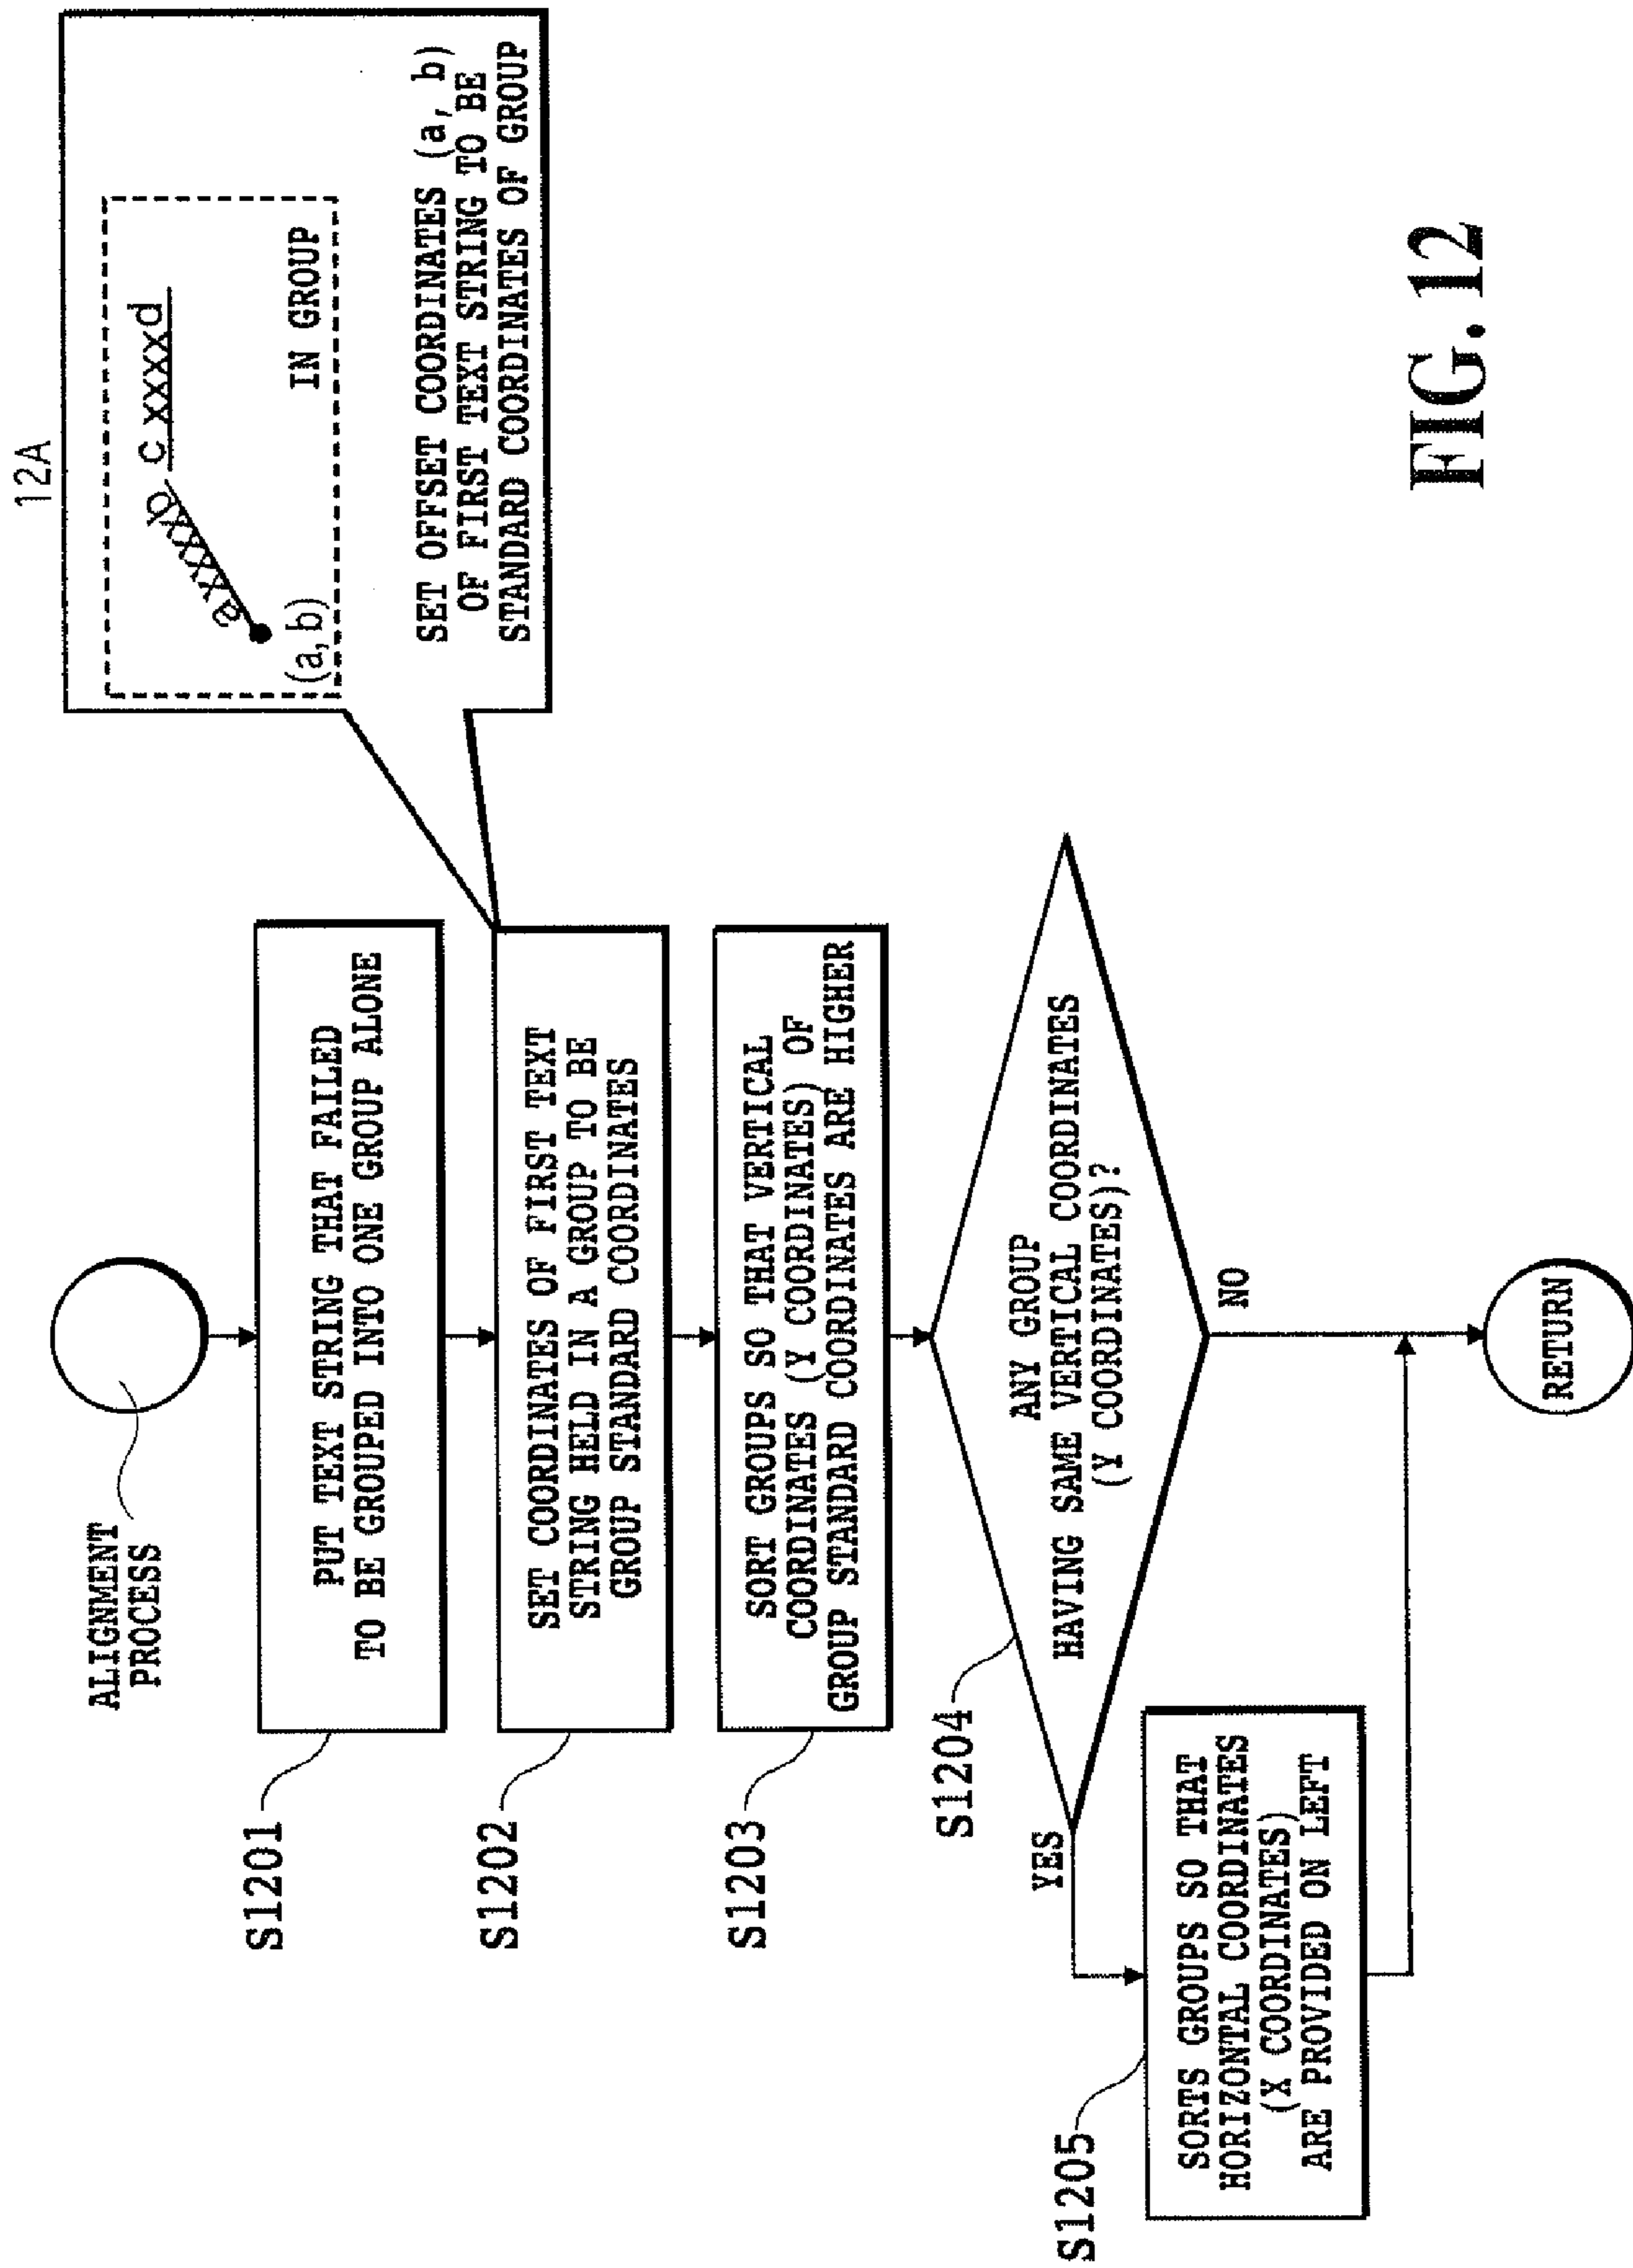 ALIGNMENT
PROCESS
S1201
PUT TEXT STRING THAT FAILED
TO BE GROUPED INTO ONE GROUP ALONE
S1202
SET COORDINATES OF FIRST TEXT
STRING HELD IN A GROUP TO BE
GROUP STANDARD COORDINATES
12A
axxxxb
c xxxxd
(a,b)
IN GROUP
SET OFFSET COORDINATES (a, b)
OF FIRST TEXT STRING TO BE
STANDARD COORDINATES OF GROUP
S1203
SORT GROUPS SO THAT VERTICAL
COORDINATES (Y COORDINATES) OF
GROUP STANDARD COORDINATES ARE HIGHER
S1204
ANY GROUP
HAVING SAME VERTICAL COORDINATES
(Y COORDINATES)?
YES
NO
S1205
SORTS GROUPS SO THAT
HORIZONTAL COORDINATES
(X COORDINATES)
ARE PROVIDED ON LEFT
RETURN
FIG. 12